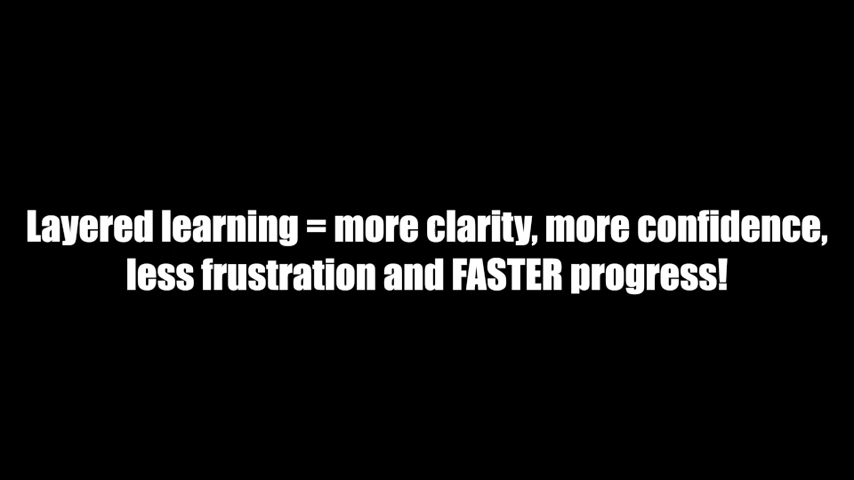 Layered learning = more clarity, more confidence,
less frustration and FASTER progress!